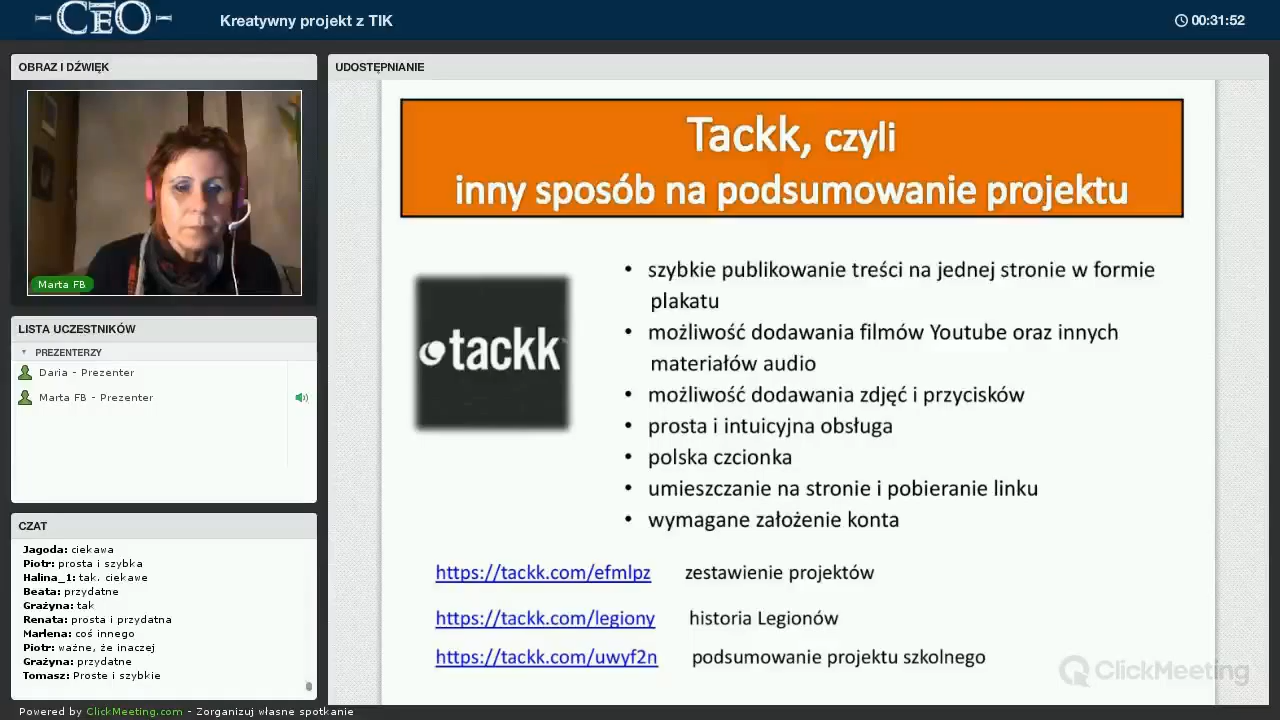 CEO
Kreatywny projekt z TIK
00:31:52
OBRAZ I DŹWIĘK
Marta FB
LISTA UCZESTNIKÓW
PREZENTERZY
Daria - Prezenter
Marta FB - Prezenter
CZAT
Jagoda: ciekawa
Piotr: prosta i szybka
Halina_1: tak. ciekawe
Beata: przydatne
Grażyna: tak
Renata: prosta i przydatna
Marlena: coś innego
Piotr: ważne, że inaczej
Grażyna: przydatne
Tomasz: Proste i szybkie
UDOSTĘPNIANIE
Tackk, czyli
inny sposób na podsumowanie projektu
tackk
• szybkie publikowanie treści na jednej stronie w formie
plakatu
• możliwość dodawania filmów Youtube oraz innych
materiałów audio
• możliwość dodawania zdjęć i przycisków
• prosta i intuicyjna obsługa
• polska czcionka
• umieszczanie na stronie i pobieranie linku
• wymagane założenie konta
https://tackk.com/efmlpz zestawienie projektów
https://tackk.com/legiony historia Legionów
https://tackk.com/uwyf2n podsumowanie projektu szkolnego
ClickMeeting
Powered by ClickMeeting.com - Zorganizuj własne spotkanie